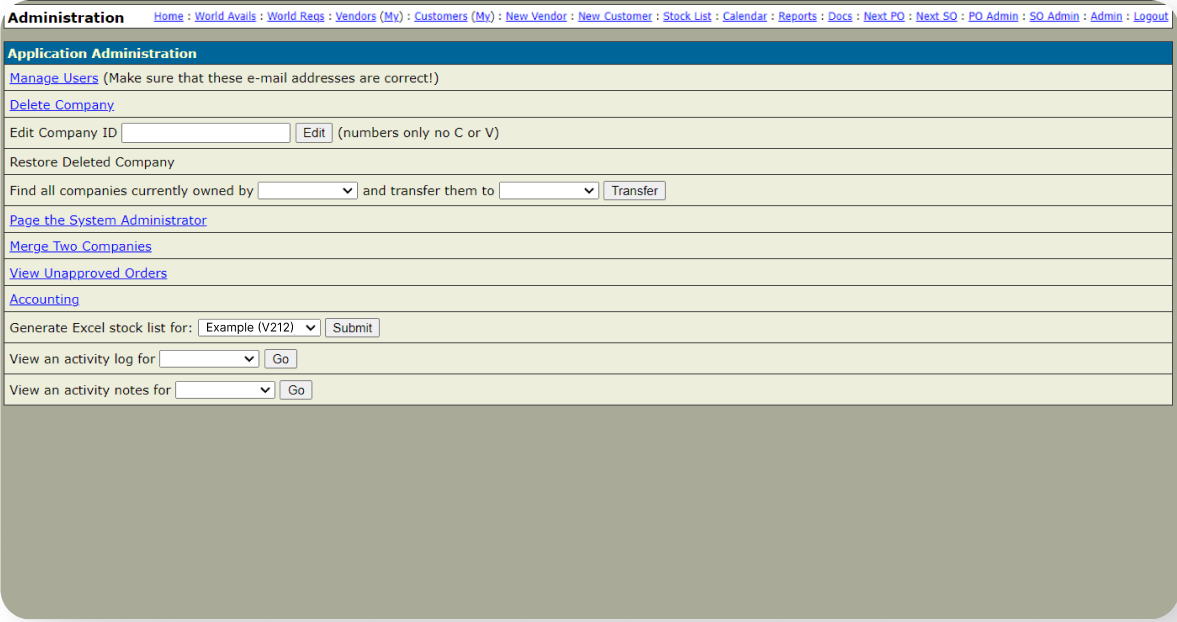 Administration Home : World Avails : World Reqs : Vendors (My) : Customers (My) : New Vendor : New Customer : Stock List : Calendar : Reports : Docs : Next PO : Next SO : PO Admin : SO Admin : Admin : Logout
Application Administration
Manage Users (Make sure that these e-mail addresses are correct!)
Delete Company
Edit Company ID Edit (numbers only no C or V)
Restore Deleted Company
Find all companies currently owned by and transfer them to Transfer
Page the System Administrator
Merge Two Companies
View Unapproved Orders
Accounting
Generate Excel stock list for: Example (V212) Submit
View an activity log for Go
View an activity notes for Go